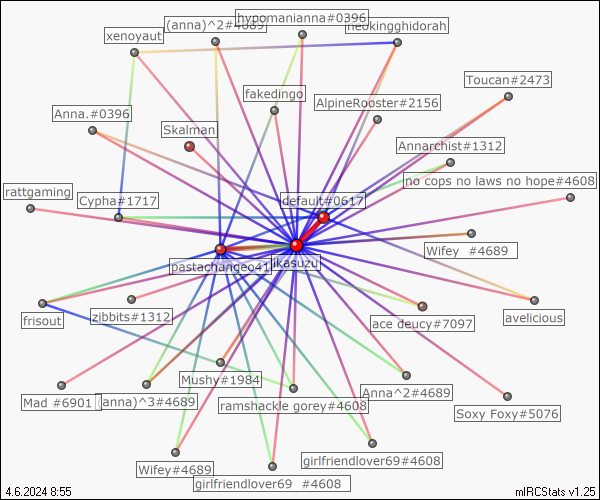 hypomanianna#0396
(anna)^2#4689
neokingghidorah
xenoyaut
Toucan#2473
fakedingo
AlpineRooster#2156
Anna.#0396
Skalman
Annarchist#1312
no cops no laws no hope#4608
rattgaming
Cypha#1717
default#0617
Wifey #4689
pastachangeo41
jikasuzu
zibbits#1312
avelicious
frisout
ace deucy#7097
Mushy#1984
Anna^2#4689
Mad #6901
(anna)^3#4689
ramshackle gorey#4608
Soxy Foxy#5076
girlfriendlover69#4608
Wifey#4689
girlfriendlover69 #4608
4.6.2024 8:55
mIRCStats v1.25